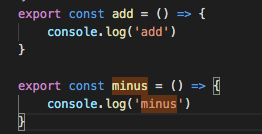 export const add = () => {
    console.log('add')
}
export const minus = () => {
    console.log('minus')
}